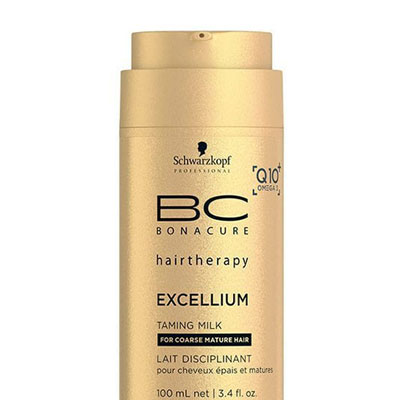 Schwarzkopf
PROFESSIONAL
Q10+
OMEGA 3
BC
BONACURE
hairtherapy
EXCELLIUM
TAMING MILK
FOR COARSE MATURE HAIR
LAIT DISCIPLINANT
pour cheveux épais et matures
100 mL net | 3.4 fl. oz.